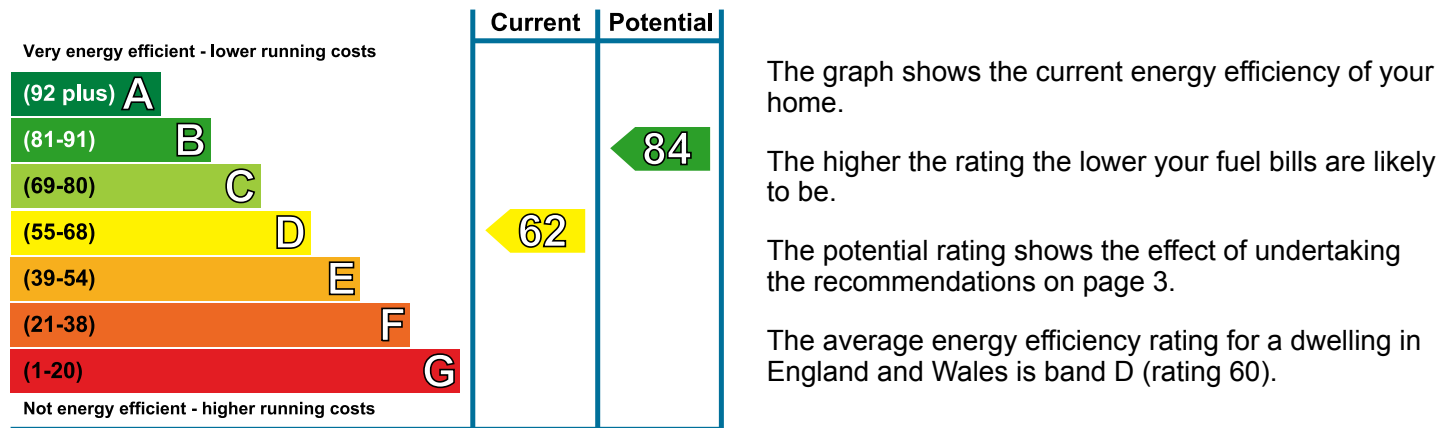 Current Potential
Very energy efficient - lower running costs
(92 plus) A
(81-91) B
84
(69-80) C
(55-68) D
62
(39-54) E
(21-38) F
(1-20) G
Not energy efficient - higher running costs
The graph shows the current energy efficiency of your
home.
The higher the rating the lower your fuel bills are likely
to be.
The potential rating shows the effect of undertaking
the recommendations on page 3.
The average energy efficiency rating for a dwelling in
England and Wales is band D (rating 60).